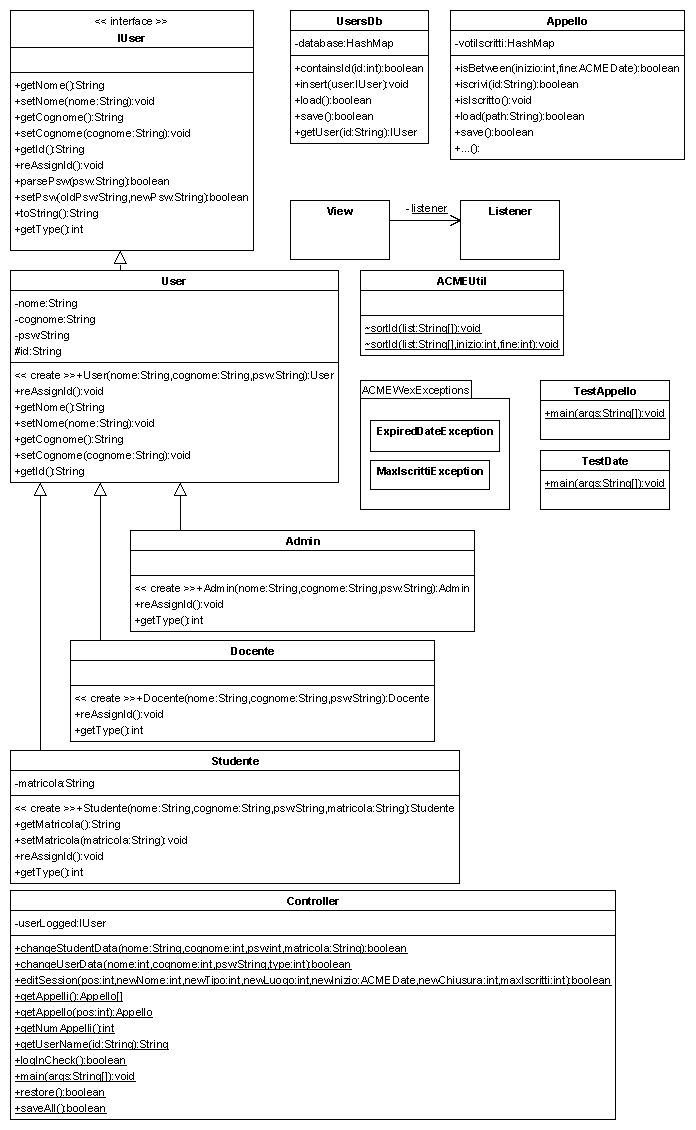 << interface >>
IUser
+getNome():String
+setNome(nome:String):void
+getCognome():String
+setCognome(cognome:String):void
+getId():String
+reAssignId():void
+parsePsw(psw:String):boolean
+setPsw(oldPswString,newPsw:String):boolean
+toString():String
+getType():int
UsersDb
-database:HashMap
+containsId(id:int):boolean
+insert(user:IUser):void
+load():boolean
+save():boolean
+getUser(id:String):IUser
Appello
-votiIscritti:HashMap
+isBetween(inizio:int,fine:ACMEDate):boolean
+iscrivi(id:String):boolean
+isIscritto():void
+load(path:String):boolean
+save():boolean
+...():
View
-listener
Listener
User
-nome:String
-cognome:String
-psw:String
#id:String
<< create >>+User(nome:String,cognome:String,psw:String):User
+reAssignId():void
+getNome():String
+setNome(nome:String):void
+getCognome():String
+setCognome(cognome:String):void
+getId():String
ACMEUtil
~sortId(list:String[]):void
~sortId(list:String[],inizio:int,fine:int):void
ACMEWexExceptions
ExpiredDateException
MaxIscrittiException
TestAppello
+main(args:String[]):void
TestDate
+main(args:String[]):void
Admin
<< create >>+Admin(nome:String,cognome:String,psw:String):Admin
+reAssignId():void
+getType():int
Docente
<< create >>+Docente(nome:String,cognome:String,psw:String):Docente
+reAssignId():void
+getType():int
Studente
-matricola:String
<< create >>+Studente(nome:String,cognome:String,psw:String,matricola:String):Studente
+getMatricola():String
+setMatricola(matricola:String):void
+reAssignId():void
+getType():int
Controller
-userLogged:IUser
+changeStudentData(nome:String,cognome:int,psw:int,matricola:String):boolean
+changeUserData(nome:int,cognome:int,psw:String,type:int):boolean
+editSession(pos:int,newNome:int,newTipo:int,newLuogo:int,newInizio:ACMEDate,newChiusura:int,maxIscritti:int):boolean
+getAppelli():Appello[]
+getAppello(pos:int):Appello
+getNumAppelli():int
+getUserName(id:String):String
+logInCheck():boolean
+main(args:String[]):void
+restore():boolean
+saveAll():boolean